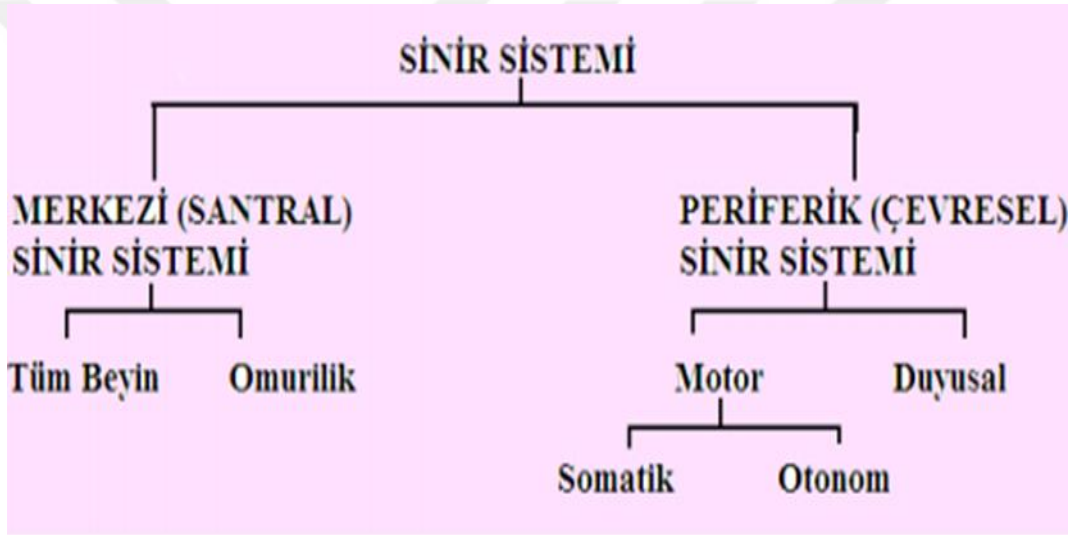 SİNİR SİSTEMİ
MERKEZİ (SANTRAL)
SİNİR SİSTEMİ
PERİFERİK (ÇEVRESEL)
SİNİR SİSTEMİ
Tüm Beyin
Omurilik
Motor
Duyusal
Somatik
Otonom